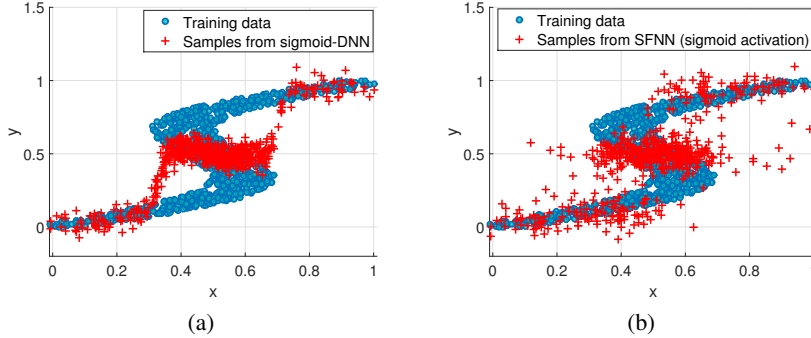 1.5
1
0.5
0
y
0 0.2 0.4 0.6 0.8 1
x
Training data
Samples from sigmoid-DNN
(a)
1.5
1
0.5
0
y
0 0.2 0.4 0.6 0.8 1
x
Training data
Samples from SFNN (sigmoid activation)
(b)